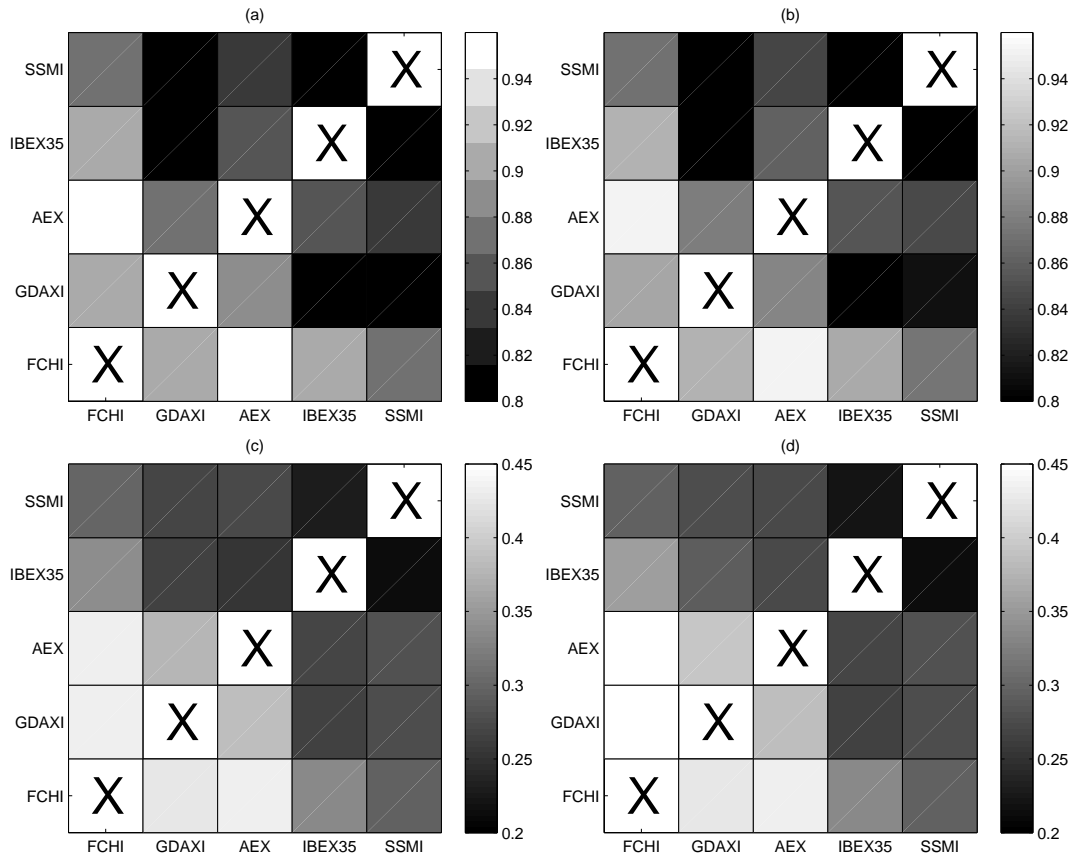 (a)
SSMI
IBEX35
AEX
GDAXI
FCHI
X
X
X
X
X
FCHI GDAXI AEX IBEX35 SSMI
0.94
0.92
0.9
0.88
0.86
0.84
0.82
0.8
(b)
SSMI
IBEX35
AEX
GDAXI
FCHI
X
X
X
X
X
FCHI GDAXI AEX IBEX35 SSMI
0.94
0.92
0.9
0.88
0.86
0.84
0.82
0.8
(c)
SSMI
IBEX35
AEX
GDAXI
FCHI
X
X
X
X
X
FCHI GDAXI AEX IBEX35 SSMI
0.45
0.4
0.35
0.3
0.25
0.2
(d)
SSMI
IBEX35
AEX
GDAXI
FCHI
X
X
X
X
X
FCHI GDAXI AEX IBEX35 SSMI
0.45
0.4
0.35
0.3
0.25
0.2